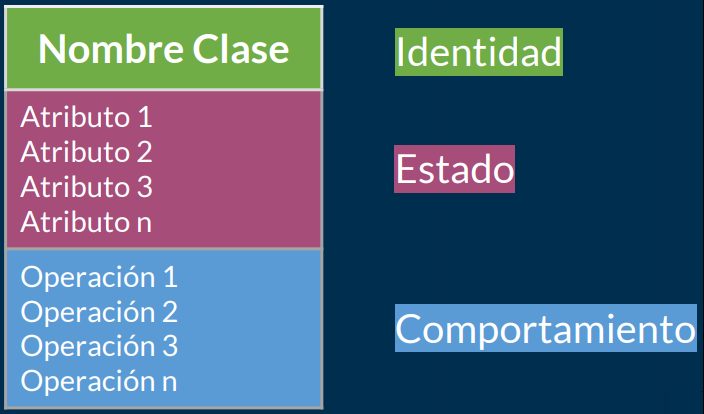 Nombre Clase
Identidad
Atributo 1
Atributo 2
Atributo 3
Atributo n
Estado
Operación 1
Operación 2
Operación 3
Operación n
Comportamiento